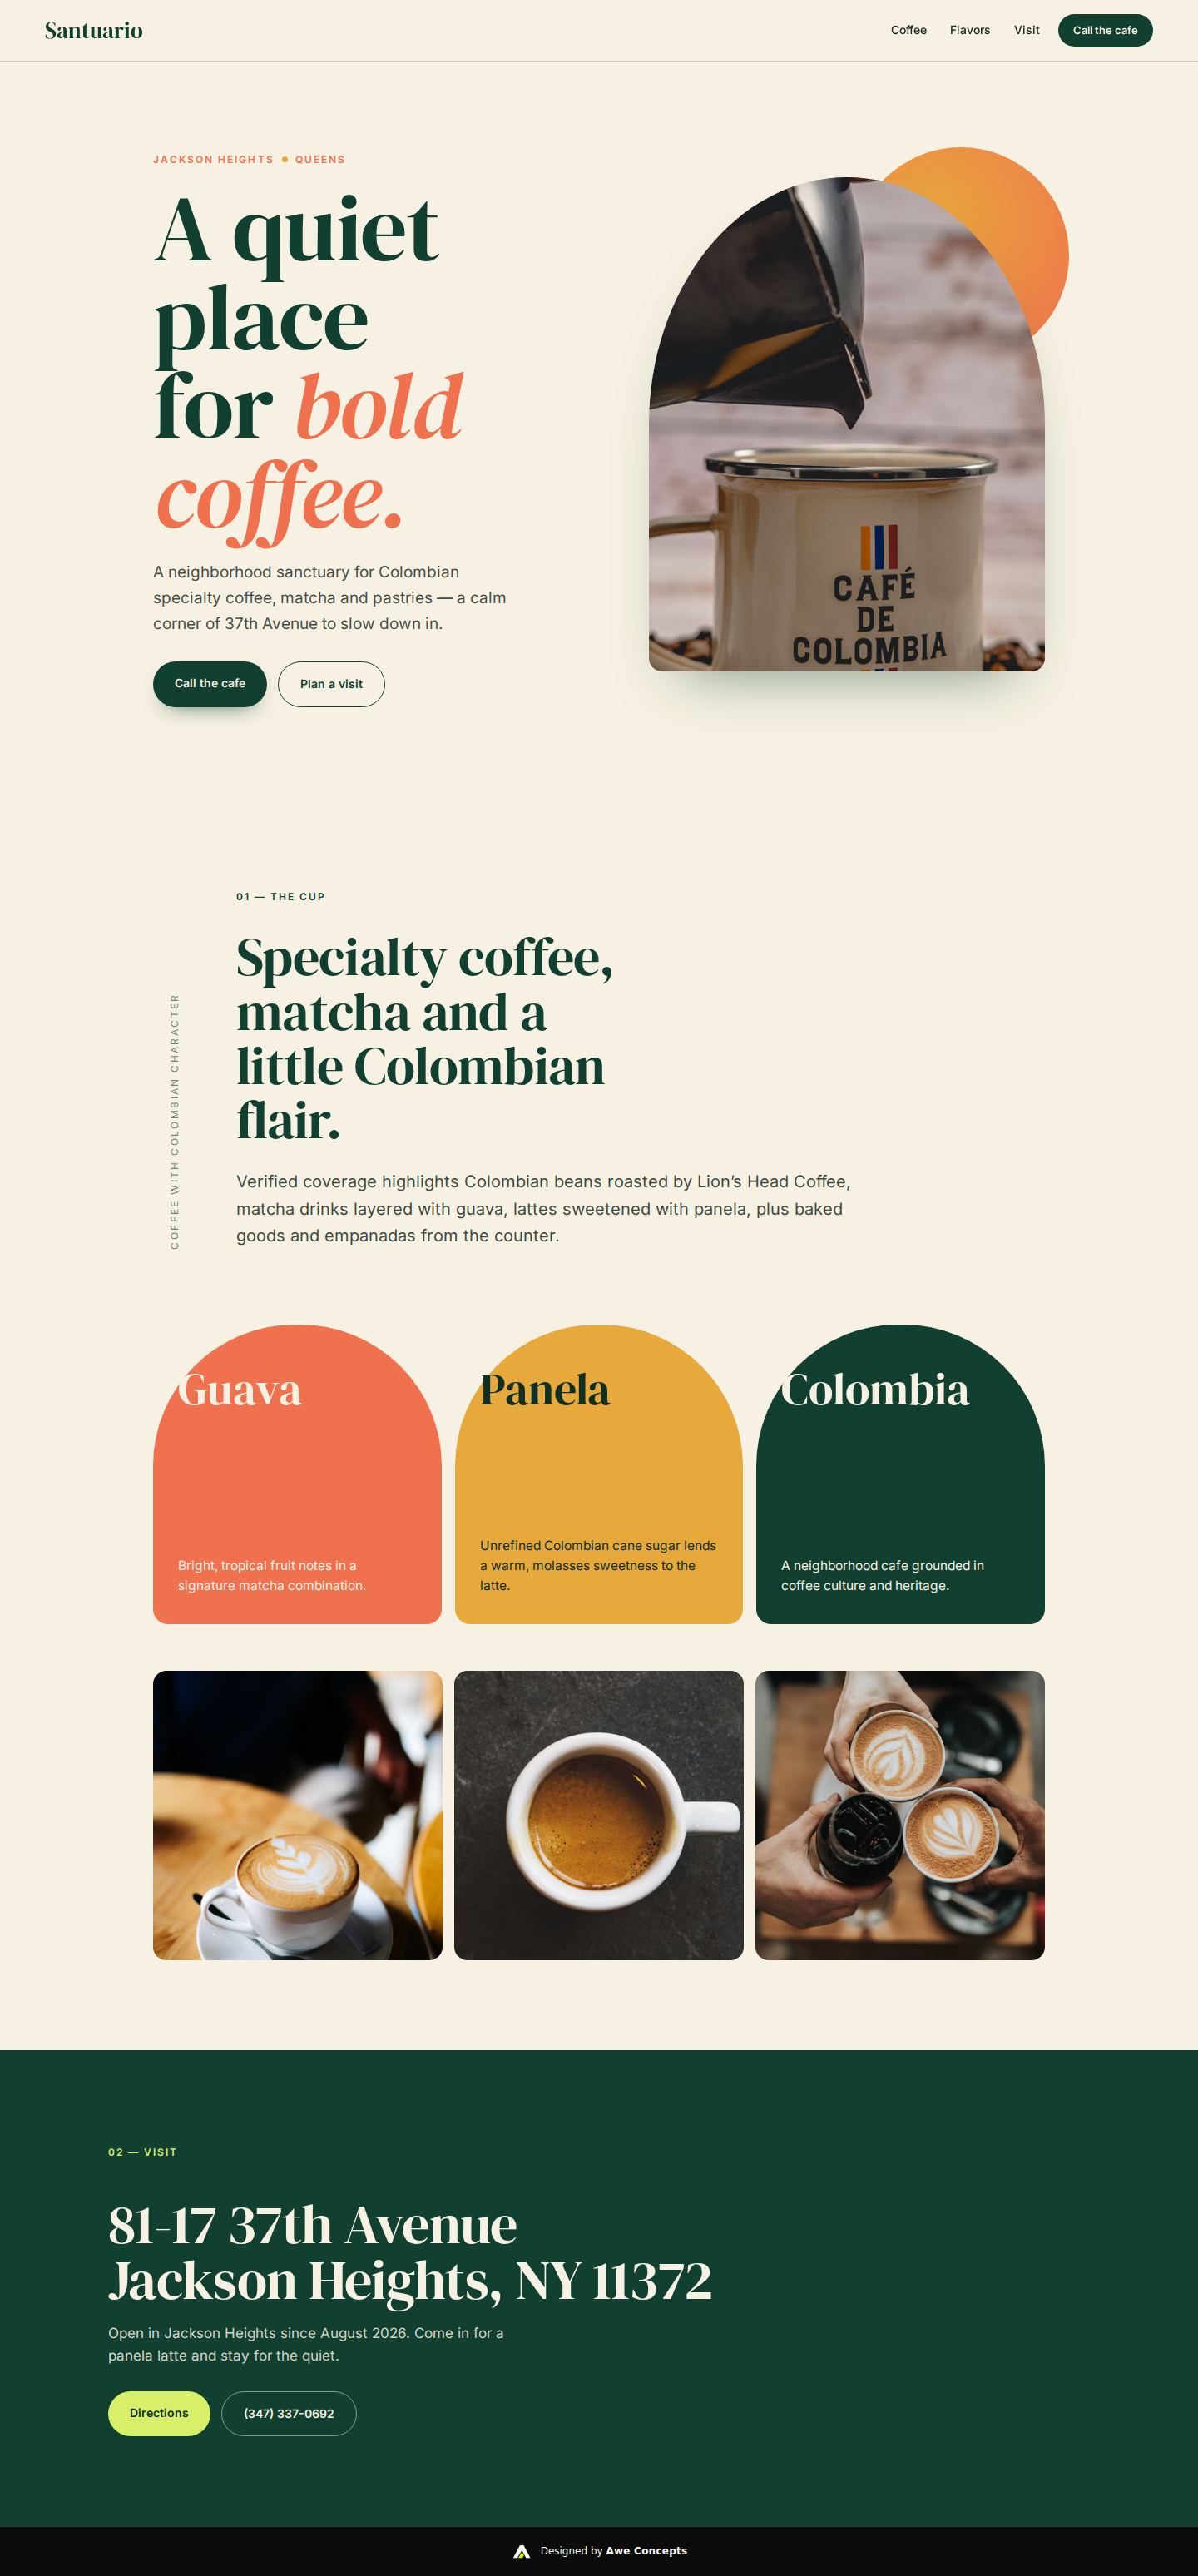 Santuario
Coffee Flavors Visit Call the cafe
JACKSON HEIGHTS • QUEENS
A quiet
place
for bold
coffee.
A neighborhood sanctuary for Colombian
specialty coffee, matcha and pastries — a calm
corner of 37th Avenue to slow down in.
Call the cafe Plan a visit
CAFÉ
DE
COLOMBIA
01 — THE CUP
Specialty coffee,
matcha and a
little Colombian
flair.
COFFEE WITH COLOMBIAN CHARACTER
Verified coverage highlights Colombian beans roasted by Lion’s Head Coffee,
matcha drinks layered with guava, lattes sweetened with panela, plus baked
goods and empanadas from the counter.
Guava
Bright, tropical fruit notes in a
signature matcha combination.
Panela
Unrefined Colombian cane sugar lends
a warm, molasses sweetness to the
latte.
Colombia
A neighborhood cafe grounded in
coffee culture and heritage.
02 — VISIT
81-17 37th Avenue
Jackson Heights, NY 11372
Open in Jackson Heights since August 2026. Come in for a
panela latte and stay for the quiet.
Directions (347) 337-0692
Designed by Awe Concepts